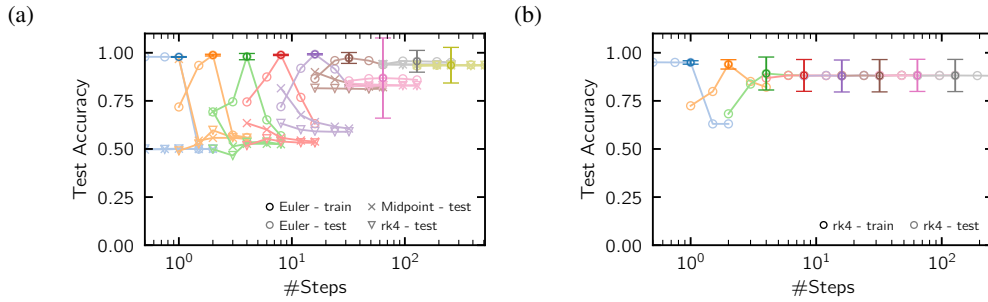 (a)
1.00
0.75
0.50
0.25
0.00
Test Accuracy
Euler - train
Midpoint - test
Euler - test
rk4 - test
10⁰
10¹
10²
#Steps
(b)
1.00
0.75
0.50
0.25
0.00
Test Accuracy
rk4 - train
rk4 - test
10⁰
10¹
10²
#Steps